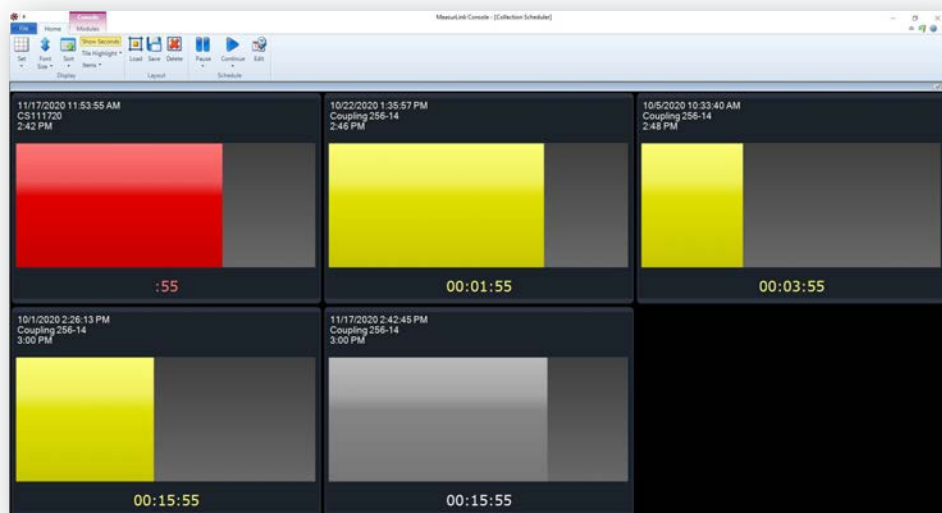 MeasurLink Console - [Collection Scheduler]
Console
File Home Modules
Set
Font Size
Sort
Show Seconds
Tile Highlight
Items
Display
Load Save Delete
Layout
Pause Continue Edit
Schedule
11/17/2020 11:53:55 AM
CS111720
2:42 PM
:55
10/22/2020 1:35:57 PM
Coupling 256-14
2:46 PM
00:01:55
10/5/2020 10:33:40 AM
Coupling 256-14
2:48 PM
00:03:55
10/1/2020 2:26:13 PM
Coupling 256-14
3:00 PM
00:15:55
11/17/2020 2:42:45 PM
Coupling 256-14
3:00 PM
00:15:55